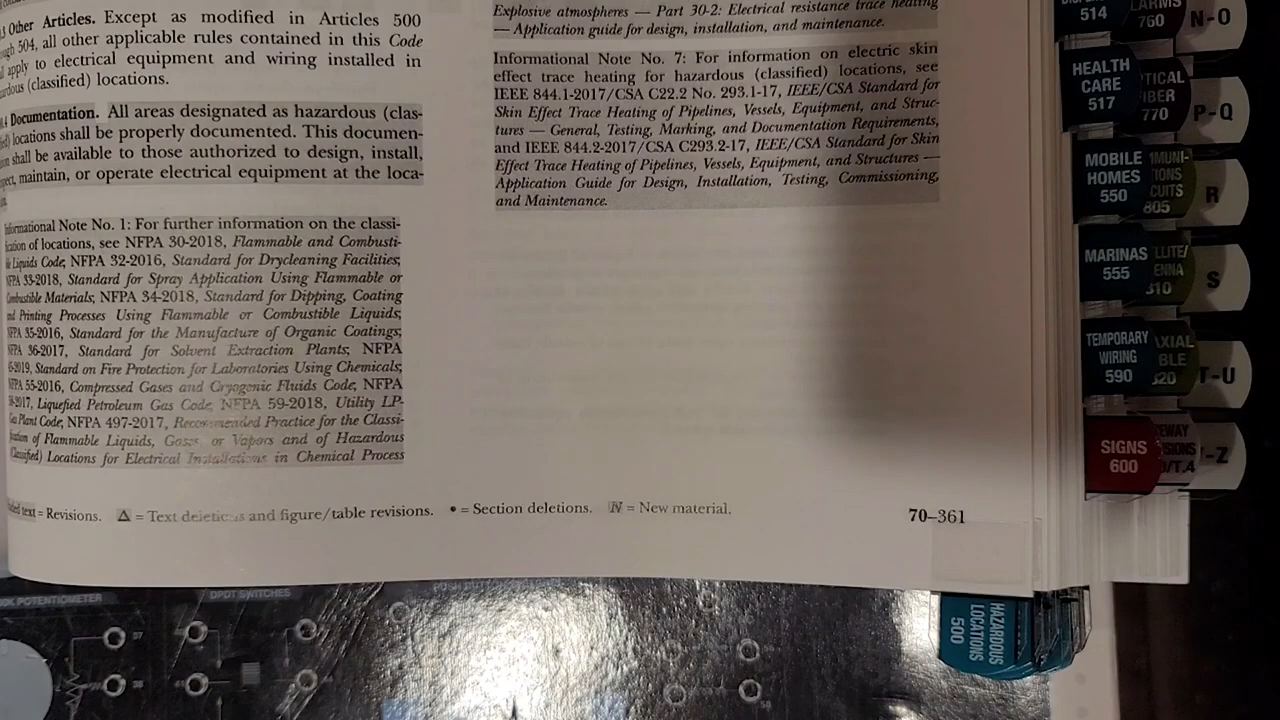 Other Articles. Except as modified in Articles 500
504, all other applicable rules contained in this Code
apply to electrical equipment and wiring installed in
(classified) locations.
Documentation. All areas designated as hazardous (clas-
locations shall be properly documented. This documen-
shall be available to those authorized to design, install,
maintain, or operate electrical equipment at the loca-
Informational Note No. 1: For further information on the classi-
of locations, see NFPA 30-2018, Flammable and Combusti-
Liquids Code; NFPA 32-2016, Standard for Drycleaning Facilities;
NFPA 33-2018, Standard for Spray Application Using Flammable or
Combustible Materials; NFPA 34-2018, Standard for Dipping, Coating
and Printing Processes Using Flammable or Combustible Liquids;
NFPA 35-2016, Standard for the Manufacture of Organic Coatings;
NFPA 36-2017, Standard for Solvent Extraction Plants; NFPA
45-2019, Standard on Fire Protection for Laboratories Using Chemicals;
NFPA 55-2016, Compressed Gases and Cryogenic Fluids Code; NFPA
58-2017, Liquefied Petroleum Gas Code; NFPA 59-2018, Utility LP-
Gas Plant Code; NFPA 497-2017, Recommended Practice for the Classi-
of Flammable Liquids, Gases, or Vapors and of Hazardous
(Classified) Locations for Electrical Installations in Chemical Process
Explosive atmospheres — Part 30-2: Electrical resistance trace heating
— Application guide for design, installation, and maintenance.
Informational Note No. 7: For information on electric skin
effect trace heating for hazardous (classified) locations, see
IEEE 844.1-2017/CSA C22.2 No. 293.1-17, IEEE/CSA Standard for
Skin Effect Trace Heating of Pipelines, Vessels, Equipment, and Struc-
tures — General, Testing, Marking, and Documentation Requirements,
and IEEE 844.2-2017/CSA C293.2-17, IEEE/CSA Standard for Skin
Effect Trace Heating of Pipelines, Vessels, Equipment, and Structures —
Application Guide for Design, Installation, Testing, Commissioning,
and Maintenance.
text = Revisions. Δ = Text deletions and figure/table revisions. • = Section deletions. N = New material.
70–361
514
760
N-O
HEALTH
CARE
517
770
P-Q
MOBILE
HOMES
550
805
R
MARINAS
555
S
TEMPORARY
WIRING
590
T-U
SIGNS
600
HAZARDOUS
LOCATIONS
500
POTENTIOMETER
DPDT SWITCHES